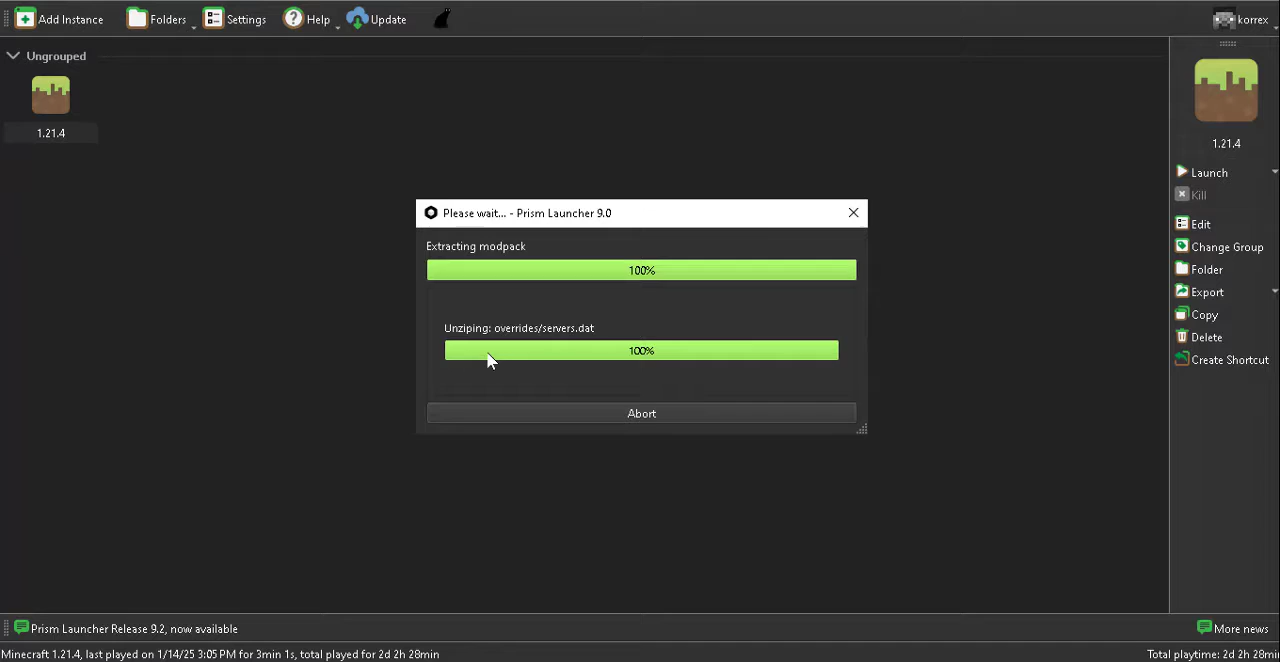 Add Instance Folders Settings Help Update korrex
Ungrouped
1.21.4
1.21.4
Launch
Kill
Edit
Change Group
Folder
Export
Copy
Delete
Create Shortcut
Please wait... - Prism Launcher 9.0
Extracting modpack
100%
Unziping: overrides/servers.dat
100%
Abort
Prism Launcher Release 9.2, now available More news
Minecraft 1.21.4, last played on 1/14/25 3:05 PM for 3min 1s, total played for 2d 2h 28min Total playtime: 2d 2h 28min